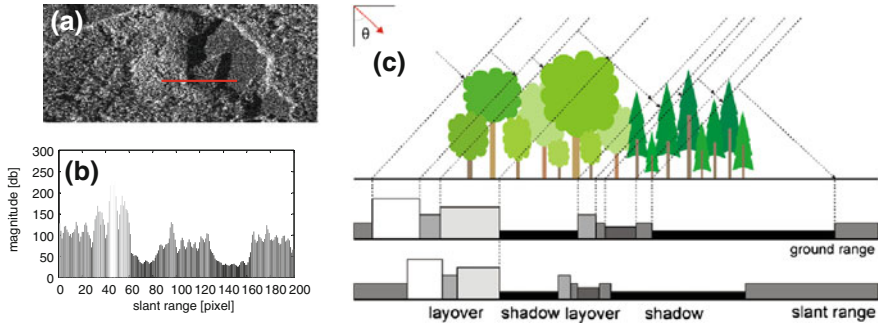 (a)
(b)
magnitude [db]
300
250
200
150
100
50
0
0 20 40 60 80 100 120 140 160 180 200
slant range [pixel]
θ
(c)
ground range
layover shadow layover shadow slant range